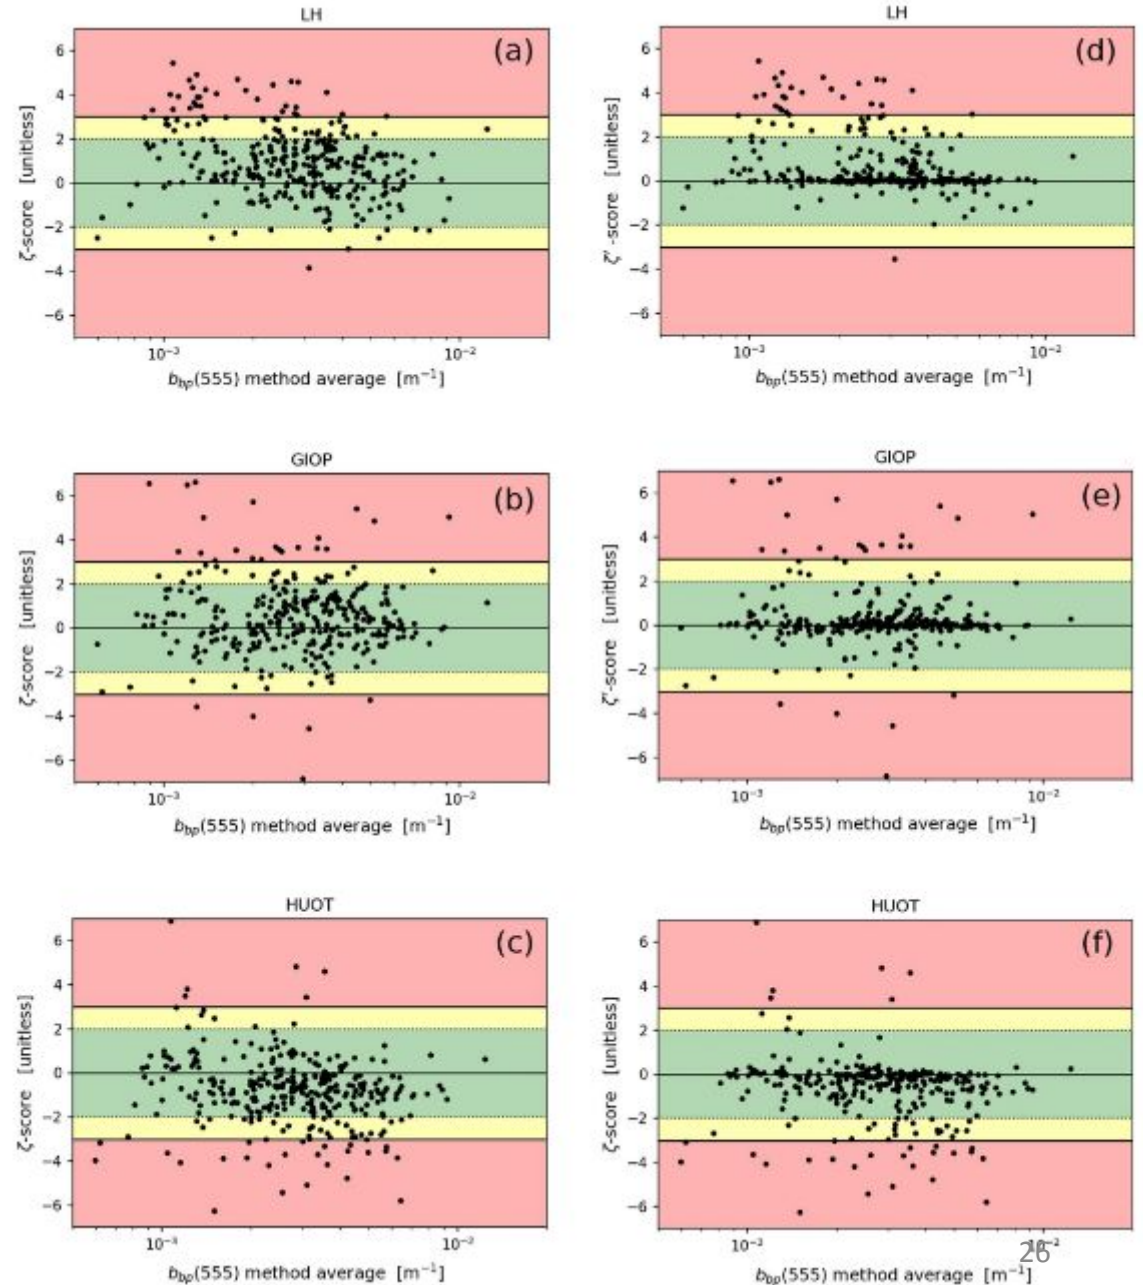 LH
(a)
6
4
2
0
−2
−4
−6
ζ-score [unitless]
10⁻³
10⁻²
b_bp(555) method average [m⁻¹]
LH
(d)
6
4
2
0
−2
−4
−6
ζ′-score [unitless]
10⁻³
10⁻²
b_bp(555) method average [m⁻¹]
GIOP
(b)
6
4
2
0
−2
−4
−6
ζ-score [unitless]
10⁻³
10⁻²
b_bp(555) method average [m⁻¹]
GIOP
(e)
6
4
2
0
−2
−4
−6
ζ′-score [unitless]
10⁻³
10⁻²
b_bp(555) method average [m⁻¹]
HUOT
(c)
6
4
2
0
−2
−4
−6
ζ-score [unitless]
10⁻³
10⁻²
b_bp(555) method average [m⁻¹]
HUOT
(f)
6
4
2
0
−2
−4
−6
ζ-score [unitless]
10⁻³
10⁻²
b_bp(555) method average [m⁻¹]
26